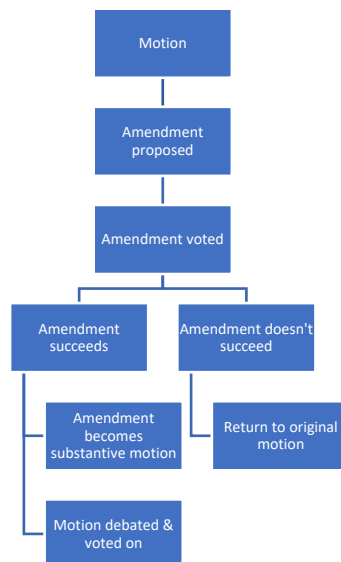 Motion
Amendment
proposed
Amendment voted
Amendment
succeeds
Amendment doesn't
succeed
Amendment
becomes
substantive motion
Return to original
motion
Motion debated &
voted on